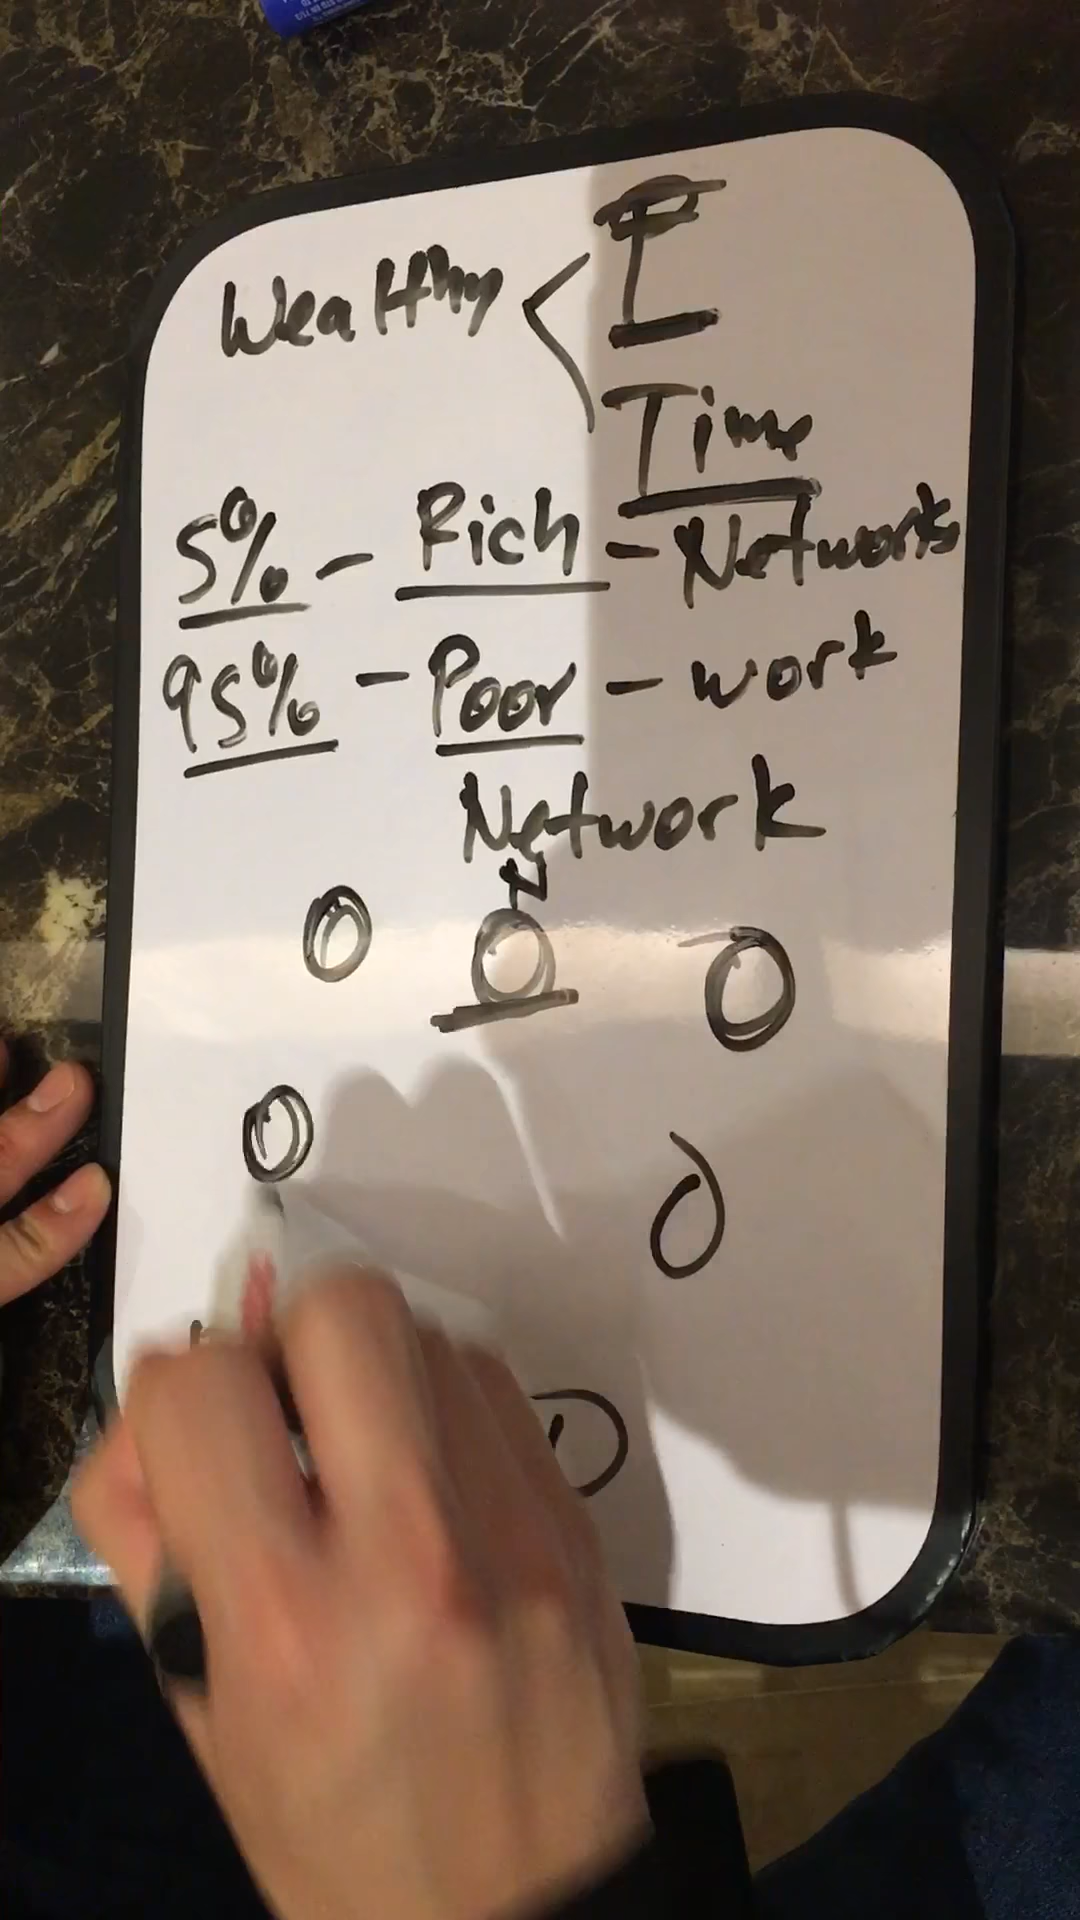 Wealthy
Time
5% - Rich - Networks
95% - Poor - work
Network
N